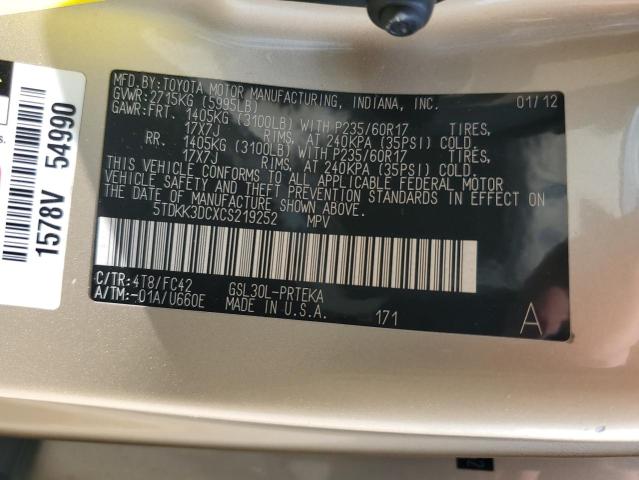 MFD.BY:TOYOTA MOTOR MANUFACTURING, INDIANA, INC. 01/12
GVWR:2715KG (5995LB)
GAWR:FRT. 1405KG (3100LB) WITH P235/60R17 TIRES,
17X7J RIMS, AT 240KPA (35PSI) COLD.
RR. 1405KG (3100LB) WITH P235/60R17 TIRES,
17X7J RIMS, AT 240KPA (35PSI) COLD.
THIS VEHICLE CONFORMS TO ALL APPLICABLE FEDERAL MOTOR
VEHICLE SAFETY AND THEFT PREVENTION STANDARDS IN EFFECT ON
THE DATE OF MANUFACTURE SHOWN ABOVE.
5TDKK3DCXCS219252 MPV
C/TR:4T8/FC42 GSL30L-PRTEKA
A/TM:-01A/U660E MADE IN U.S.A. 171 A
1578V 54990
s.